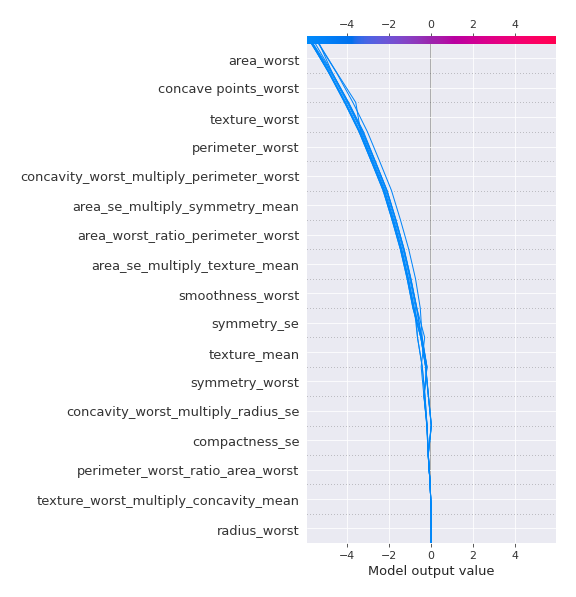 −4 −2 0 2 4
area_worst
concave points_worst
texture_worst
perimeter_worst
concavity_worst_multiply_perimeter_worst
area_se_multiply_symmetry_mean
area_worst_ratio_perimeter_worst
area_se_multiply_texture_mean
smoothness_worst
symmetry_se
texture_mean
symmetry_worst
concavity_worst_multiply_radius_se
compactness_se
perimeter_worst_ratio_area_worst
texture_worst_multiply_concavity_mean
radius_worst
−4 −2 0 2 4
Model output value